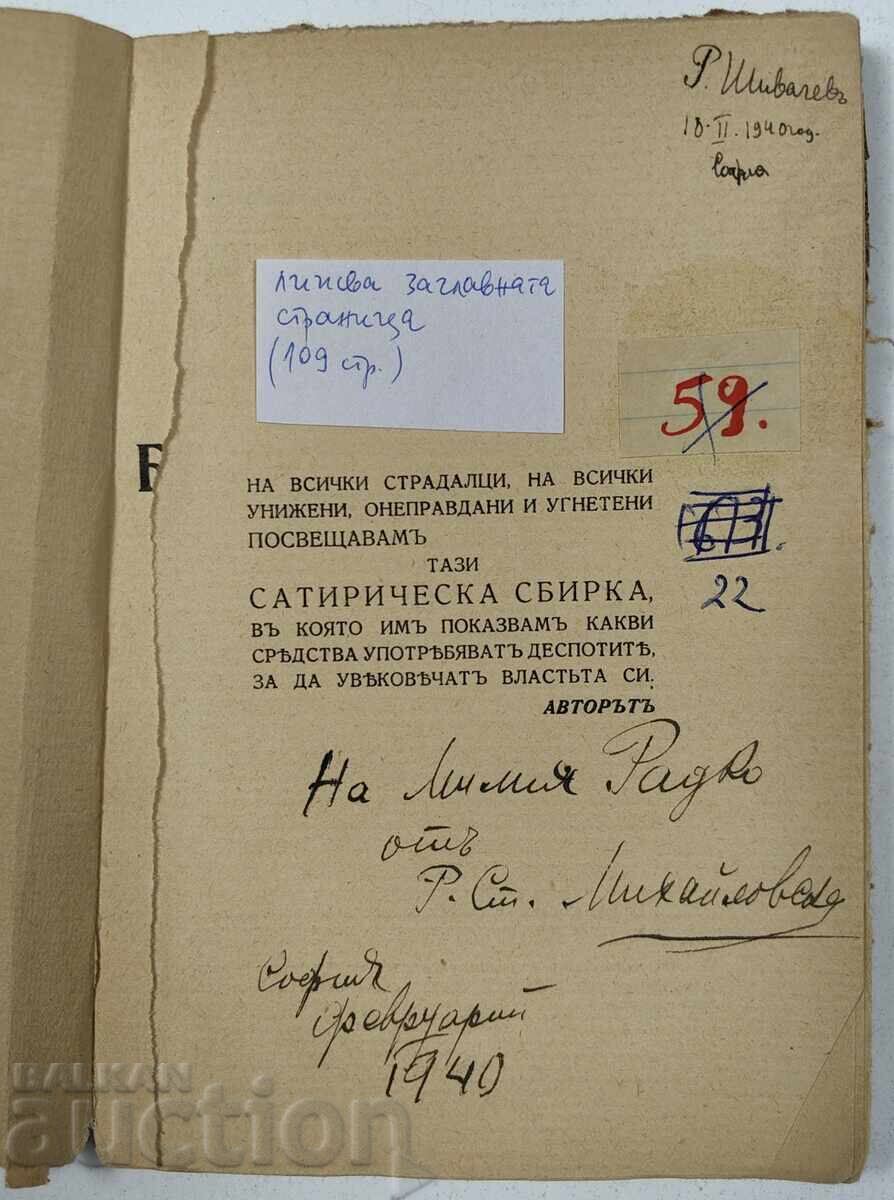 Р. Шивачевъ
18.II.1940 год.
София
липсва заглавната
страница
(109 стр.)
59.
Б
НА ВСИЧКИ СТРАДАЛЦИ, НА ВСИЧКИ
УНИЖЕНИ, ОНЕПРАВДАНИ И УГНЕТЕНИ
ПОСВЕЩАВАМЪ
ТАЗИ
САТИРИЧЕСКА СБИРКА,
ВЪ КОЯТО ИМЪ ПОКАЗВАМЪ КАКВИ
СРѢДСТВА УПОТРѢБЯВАТЪ ДЕСПОТИТѢ,
ЗА ДА УВѢКОВѢЧАТЪ ВЛАСТЬТА СИ.
АВТОРЪТЪ
22
На милия Радко
отъ
Р. Ст. Михайловска
София
февруарий
1940
BALKAN
auction